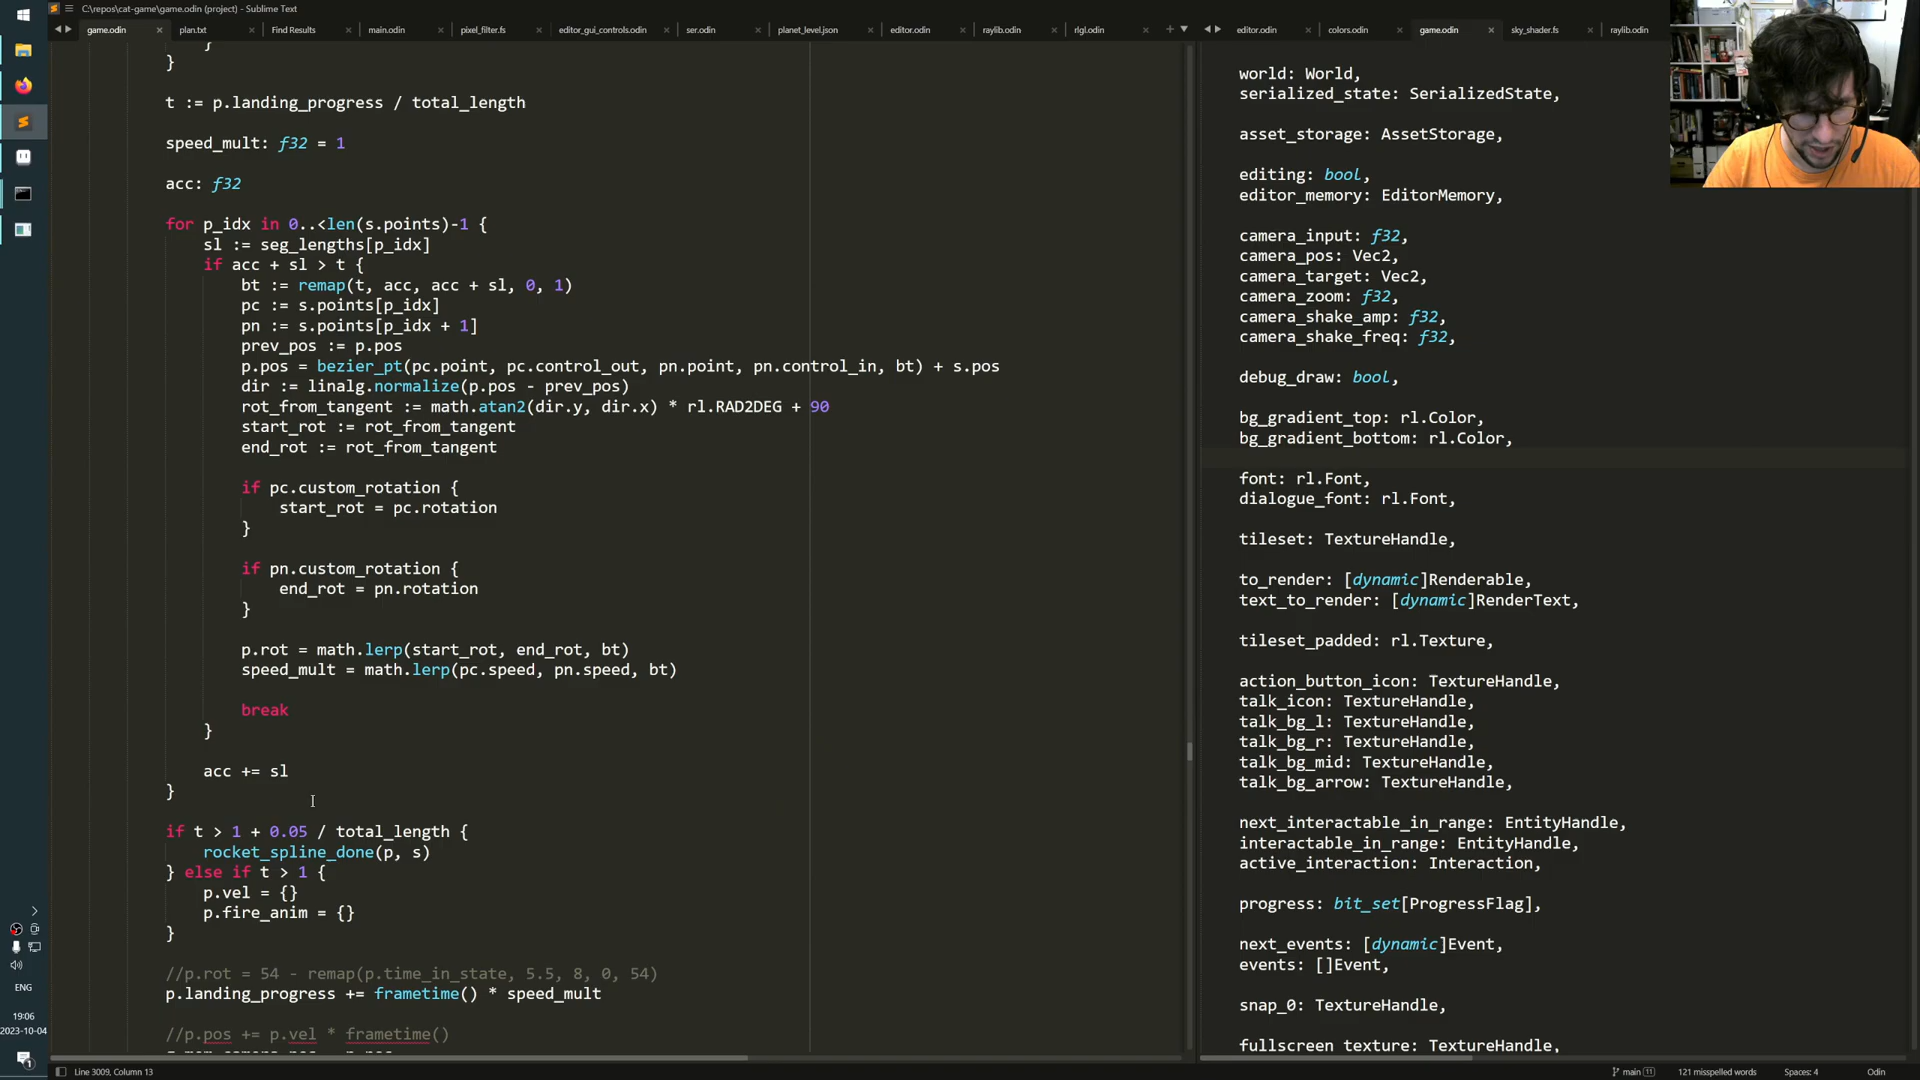 C:\repos\cat-game\game.odin (project) - Sublime Text
game.odin plan.txt Find Results main.odin pixel_filter.fs editor_gui_controls.odin ser.odin planet_level.json editor.odin raylib.odin rlgl.odin
}
}
t := p.landing_progress / total_length
speed_mult: f32 = 1
acc: f32
for p_idx in 0..<len(s.points)-1 {
sl := seg_lengths[p_idx]
if acc + sl > t {
bt := remap(t, acc, acc + sl, 0, 1)
pc := s.points[p_idx]
pn := s.points[p_idx + 1]
prev_pos := p.pos
p.pos = bezier_pt(pc.point, pc.control_out, pn.point, pn.control_in, bt) + s.pos
dir := linalg.normalize(p.pos - prev_pos)
rot_from_tangent := math.atan2(dir.y, dir.x) * rl.RAD2DEG + 90
start_rot := rot_from_tangent
end_rot := rot_from_tangent
if pc.custom_rotation {
start_rot = pc.rotation
}
if pn.custom_rotation {
end_rot = pn.rotation
}
p.rot = math.lerp(start_rot, end_rot, bt)
speed_mult = math.lerp(pc.speed, pn.speed, bt)
break
}
acc += sl
}
if t > 1 + 0.05 / total_length {
rocket_spline_done(p, s)
} else if t > 1 {
p.vel = {}
p.fire_anim = {}
}
//p.rot = 54 - remap(p.time_in_state, 5.5, 8, 0, 54)
p.landing_progress += frametime() * speed_mult
//p.pos += p.vel * frametime()
editor.odin colors.odin game.odin sky_shader.fs raylib.odin
world: World,
serialized_state: SerializedState,
asset_storage: AssetStorage,
editing: bool,
editor_memory: EditorMemory,
camera_input: f32,
camera_pos: Vec2,
camera_target: Vec2,
camera_zoom: f32,
camera_shake_amp: f32,
camera_shake_freq: f32,
debug_draw: bool,
bg_gradient_top: rl.Color,
bg_gradient_bottom: rl.Color,
font: rl.Font,
dialogue_font: rl.Font,
tileset: TextureHandle,
to_render: [dynamic]Renderable,
text_to_render: [dynamic]RenderText,
tileset_padded: rl.Texture,
action_button_icon: TextureHandle,
talk_icon: TextureHandle,
talk_bg_l: TextureHandle,
talk_bg_r: TextureHandle,
talk_bg_mid: TextureHandle,
talk_bg_arrow: TextureHandle,
next_interactable_in_range: EntityHandle,
interactable_in_range: EntityHandle,
active_interaction: Interaction,
progress: bit_set[ProgressFlag],
next_events: [dynamic]Event,
events: []Event,
snap_0: TextureHandle,
fullscreen_texture: TextureHandle,
ENG
19:06
2023-10-04
Line 3009, Column 13
main 11 121 misspelled words Spaces: 4 Odin